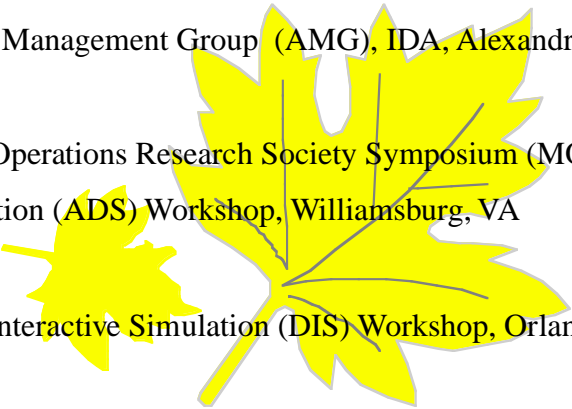 Management Group (AMG), IDA, Alexandr
Operations Research Society Symposium (MO
tion (ADS) Workshop, Williamsburg, VA
nteractive Simulation (DIS) Workshop, Orlan